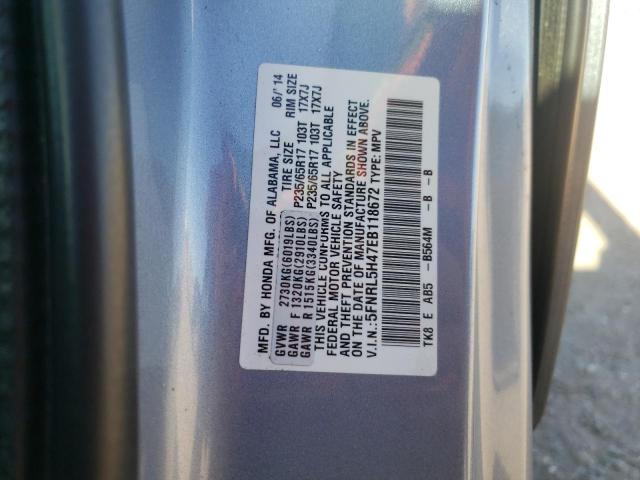 MFD. BY HONDA MFG. OF ALABAMA, LLC 06/'14
GVWR 2730KG(6019LBS) TIRE SIZE RIM SIZE
GAWR F 1320KG(2910LBS) P235/65R17 103T 17X7J
GAWR R 1515KG(3340LBS) P235/65R17 103T 17X7J
THIS VEHICLE CONFORMS TO ALL APPLICABLE
FEDERAL MOTOR VEHICLE SAFETY
AND THEFT PREVENTION STANDARDS IN EFFECT
ON THE DATE OF MANUFACTURE SHOWN ABOVE.
V.I.N.:5FNRL5H47EB118672 TYPE: MPV
TK8 E AB5 -B564M -B -B